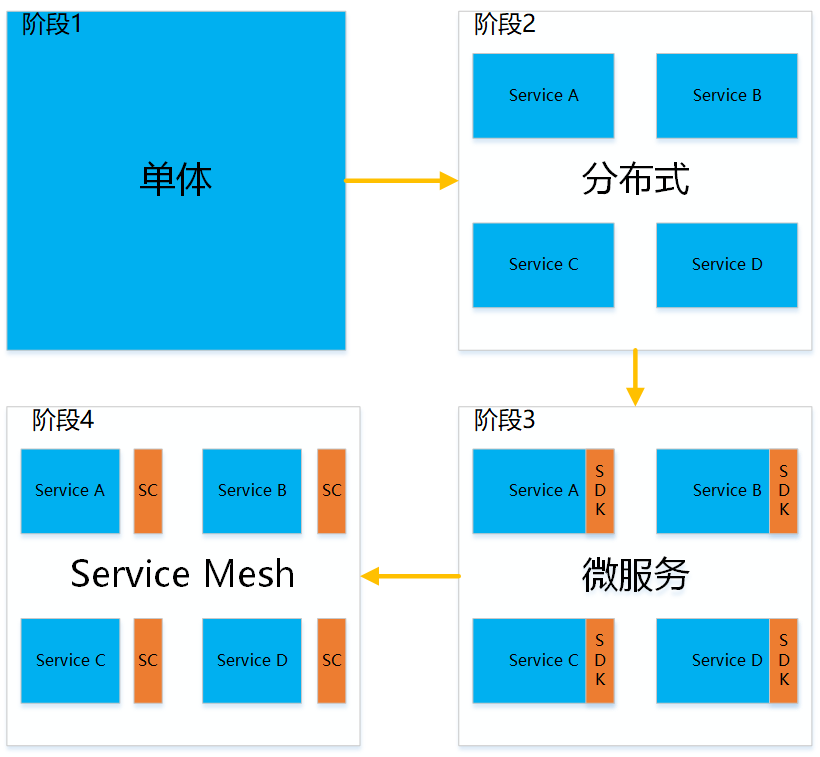 阶段1
单体
阶段2
Service A
Service B
分布式
Service C
Service D
阶段3
Service A
SDK
Service B
SDK
微服务
Service C
SDK
Service D
SDK
阶段4
Service A
SC
Service B
SC
Service Mesh
Service C
SC
Service D
SC